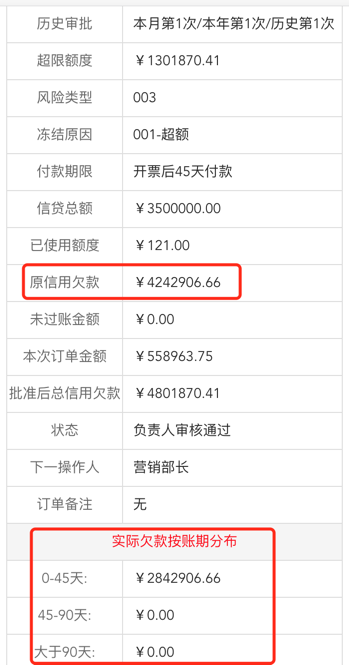 历史审批 本月第1次/本年第1次/历史第1次
超限额度 ￥1301870.41
风险类型 003
冻结原因 001-超额
付款期限 开票后45天付款
信贷总额 ￥3500000.00
已使用额度 ￥121.00
原信用欠款 ￥4242906.66
未过账金额 ￥0.00
本次订单金额 ￥558963.75
批准后总信用欠款 ￥4801870.41
状态 负责人审核通过
下一操作人 营销部长
订单备注 无
实际欠款按账期分布
0-45天: ￥2842906.66
45-90天: ￥0.00
大于90天: ￥0.00